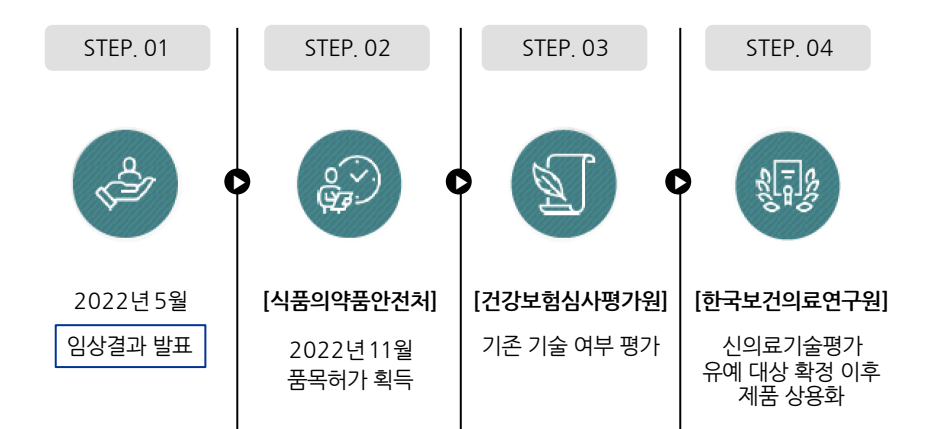 STEP. 01
STEP. 02
STEP. 03
STEP. 04
2022년 5월
임상결과 발표
[식품의약품안전처]
2022년 11월
품목허가 획득
[건강보험심사평가원]
기존 기술 여부 평가
[한국보건의료연구원]
신의료기술평가
유예 대상 확정 이후
제품 상용화